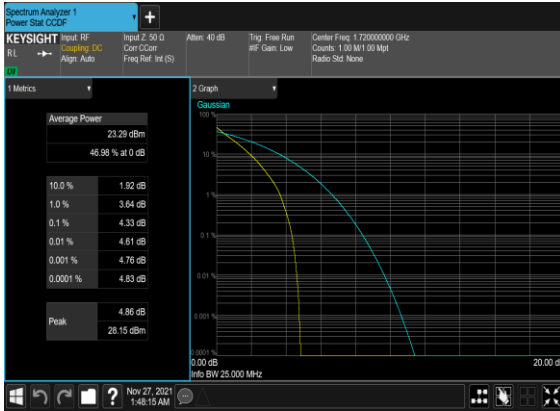 Spectrum Analyzer 1
Power Stat CCDF
+
KEYSIGHT
RL
Input: RF
Coupling: DC
Align: Auto
Input Z: 50 Ω
Corr CCorr
Freq Ref: Int (S)
Atten: 40 dB
Trig: Free Run
#IF Gain: Low
Center Freq: 1.720000000 GHz
Counts: 1.00 M/1.00 Mpt
Radio Std: None
1 Metrics
Average Power
23.29 dBm
46.98 % at 0 dB
10.0 % 1.92 dB
1.0 % 3.64 dB
0.1 % 4.33 dB
0.01 % 4.61 dB
0.001 % 4.76 dB
0.0001 % 4.83 dB
Peak
4.86 dB
28.15 dBm
2 Graph
Gaussian
100 %
10 %
1 %
0.1 %
0.01 %
0.001 %
0.0001 %
0.00 dB
20.00 d
Info BW 25.000 MHz
?
Nov 27, 2021
1:48:15 AM